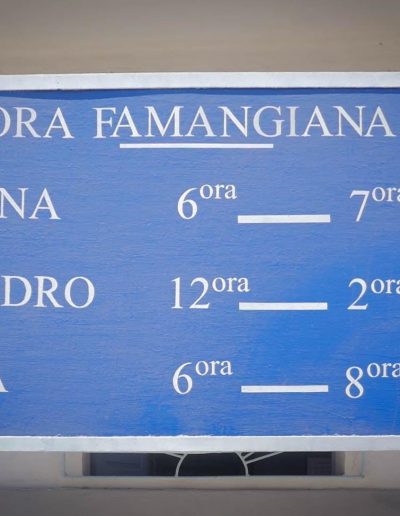 ORA FAMANGIANA
NA 6ora — 7ora
DRO 12ora — 2ora
A 6ora — 8ora